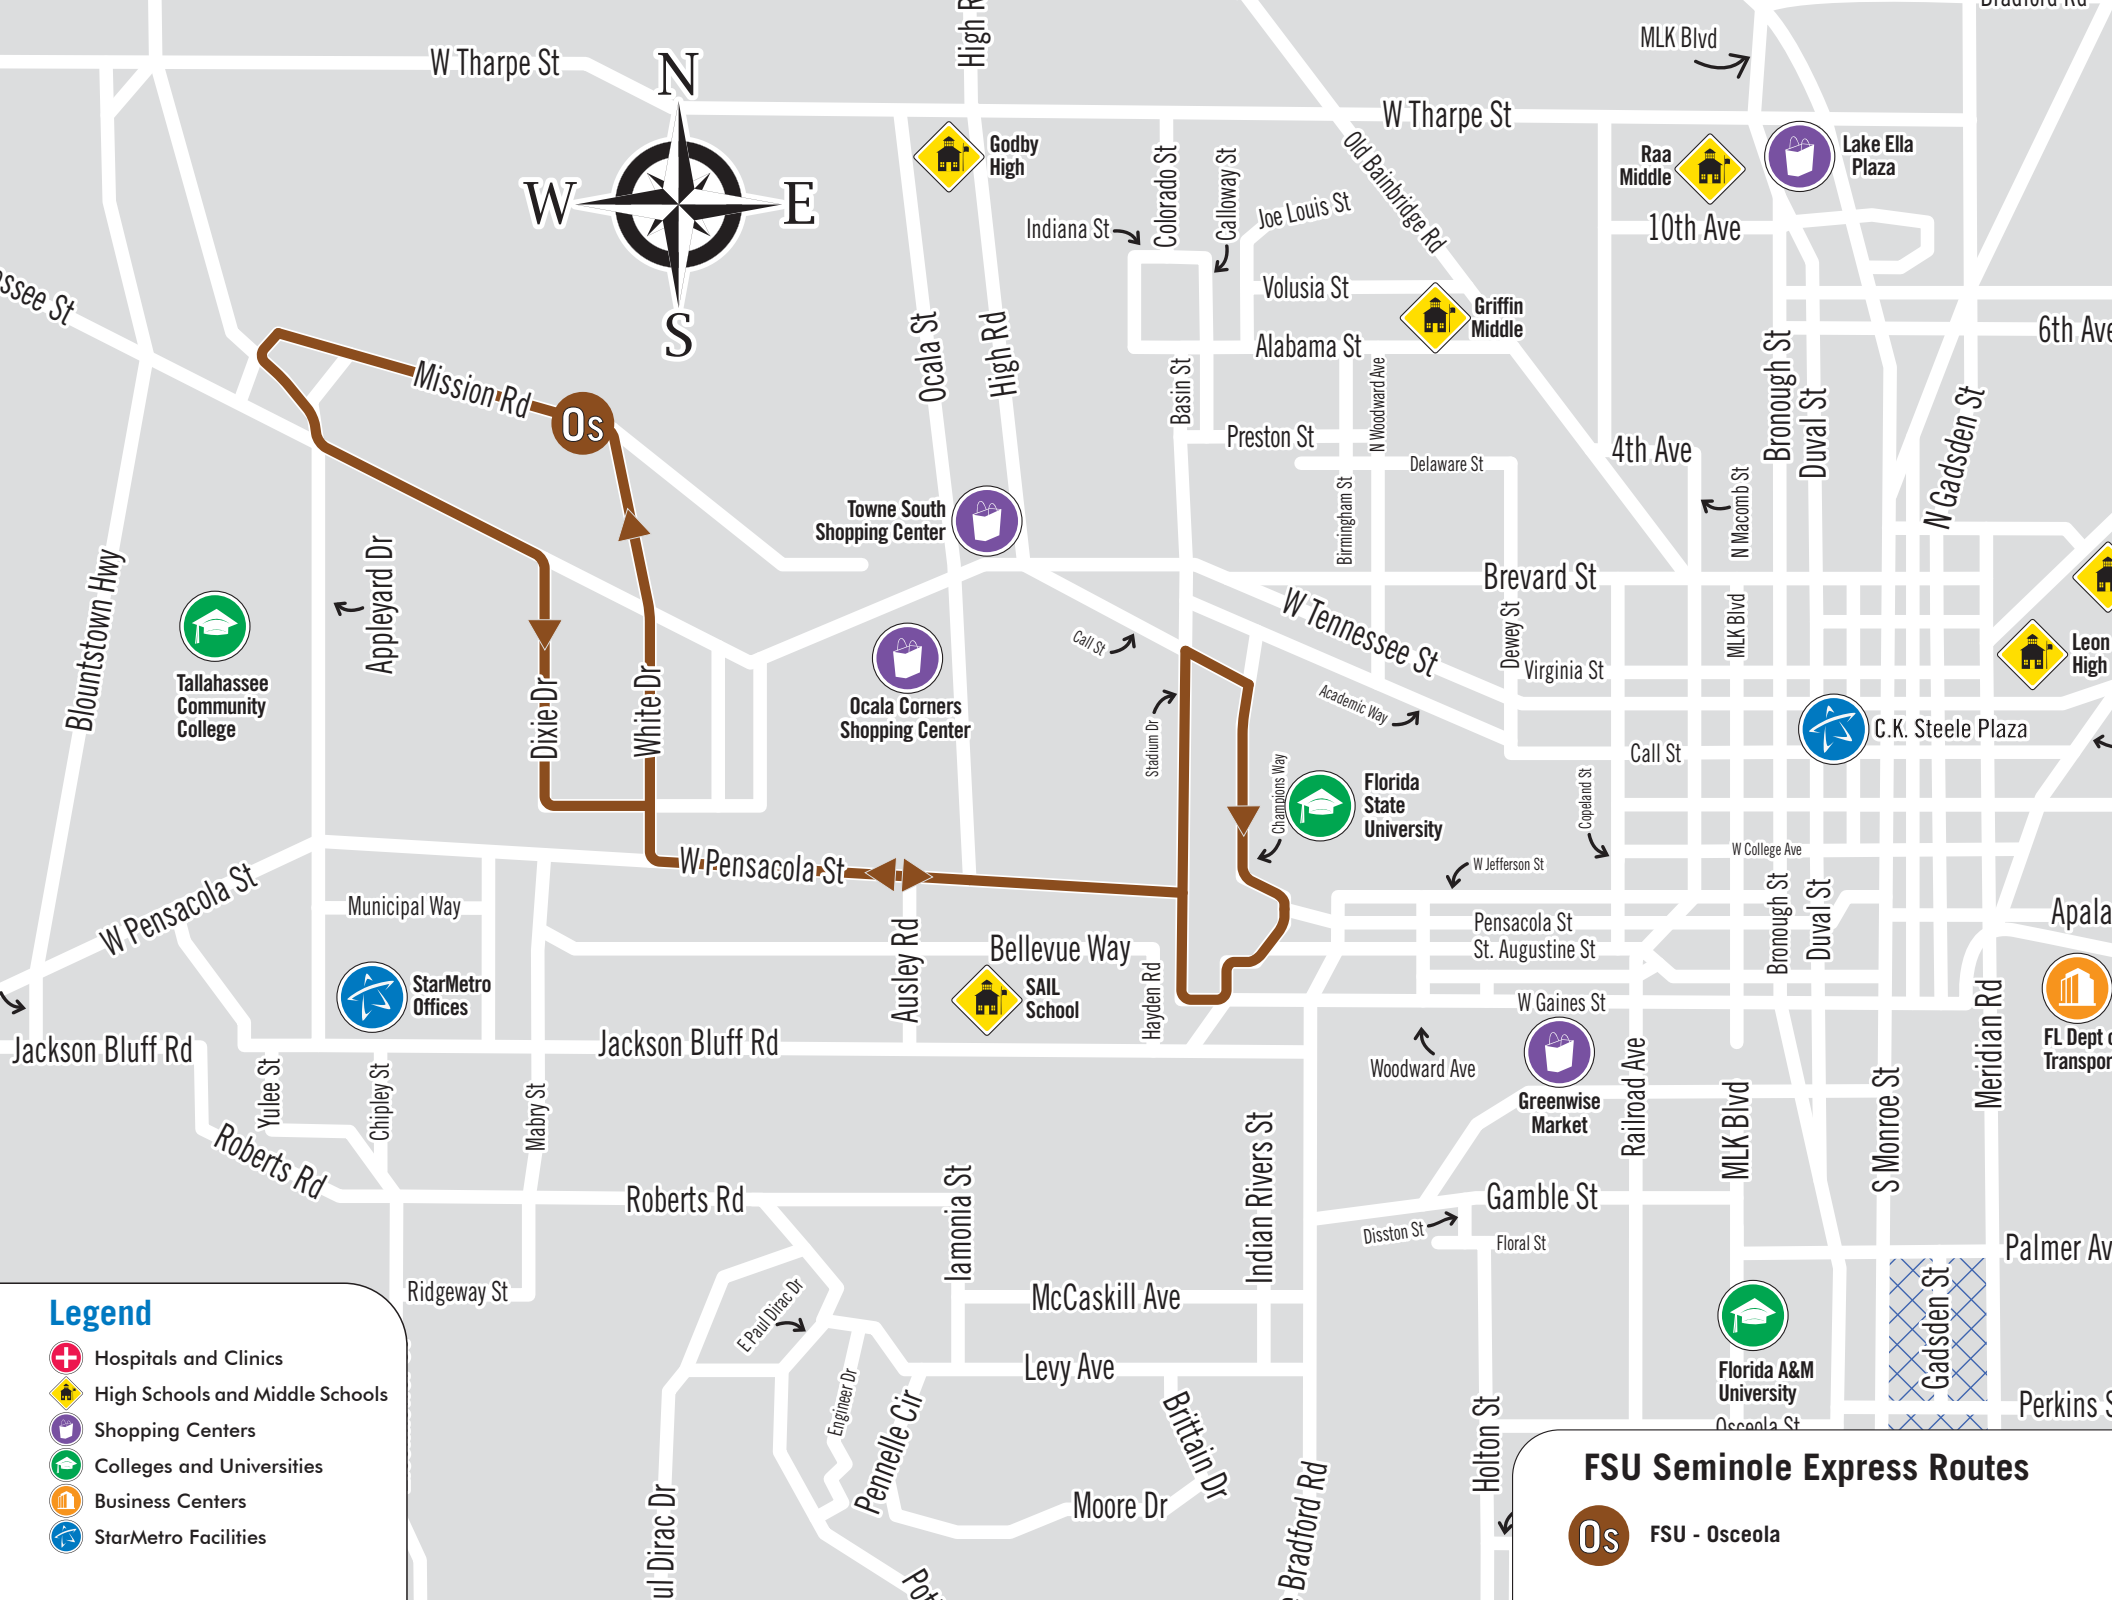 Bradford Rd
High R
MLK Blvd
W Tharpe St
N
W Tharpe St
W
E
S
Godby
High
Raa
Middle
Lake Ella
Plaza
Colorado St
Calloway St
Old Bainbridge Rd
Joe Louis St
Indiana St
10th Ave
Volusia St
ssee St
Griffin
Middle
Alabama St
6th Ave
Ocala St
High Rd
Basin St
N Woodward Ave
Bronough St
Duval St
Mission Rd
Os
N Gadsden St
Preston St
4th Ave
Delaware St
N Macomb St
Birmingham St
Towne South
Shopping Center
Brevard St
Blountstown Hwy
Appleyard Dr
W Tennessee St
Dewey St
MLK Blvd
Call St
Leon
High
Virginia St
Tallahassee
Community
College
Dixie Dr
White Dr
Ocala Corners
Shopping Center
Stadium Dr
Academic Way
C.K. Steele Plaza
Call St
Champions Way
Florida
State
University
Copeland St
W Pensacola St
W Jefferson St
W College Ave
W Pensacola St
Municipal Way
Pensacola St
St. Augustine St
Bronough St
Duval St
Apala
Ausley Rd
Bellevue Way
Hayden Rd
StarMetro
Offices
SAIL
School
W Gaines St
Meridian Rd
FL Dept o
Transpor
Jackson Bluff Rd
Jackson Bluff Rd
Woodward Ave
Greenwise
Market
Railroad Ave
MLK Blvd
S Monroe St
Yulee St
Chipley St
Mabry St
Roberts Rd
Roberts Rd
Iamonia St
Indian Rivers St
Gamble St
Disston St
Floral St
Palmer Av
Ridgeway St
McCaskill Ave
E Paul Dirac Dr
Gadsden St
Florida A&M
University
Levy Ave
Engineer Dr
Pennelle Cir
Brittain Dr
Holton St
Perkins S
Osceola St
Moore Dr
ul Dirac Dr
Bradford Rd
Pot
Legend
Hospitals and Clinics
High Schools and Middle Schools
Shopping Centers
Colleges and Universities
Business Centers
StarMetro Facilities
FSU Seminole Express Routes
Os
FSU - Osceola